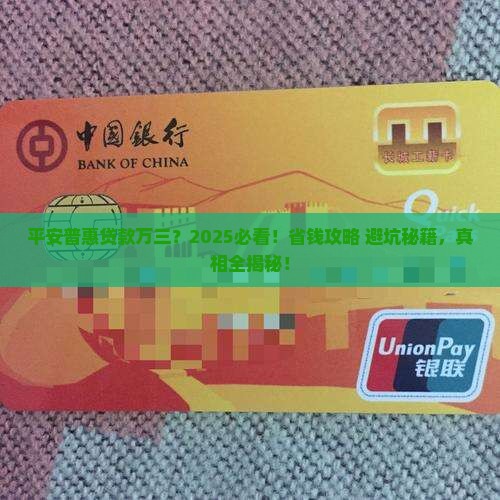 中國銀行
BANK OF CHINA
长城工薪卡
Quick
平安普惠贷款万三？2025必看！省钱攻略 避坑秘籍，真
相全揭秘！
UnionPay
银联